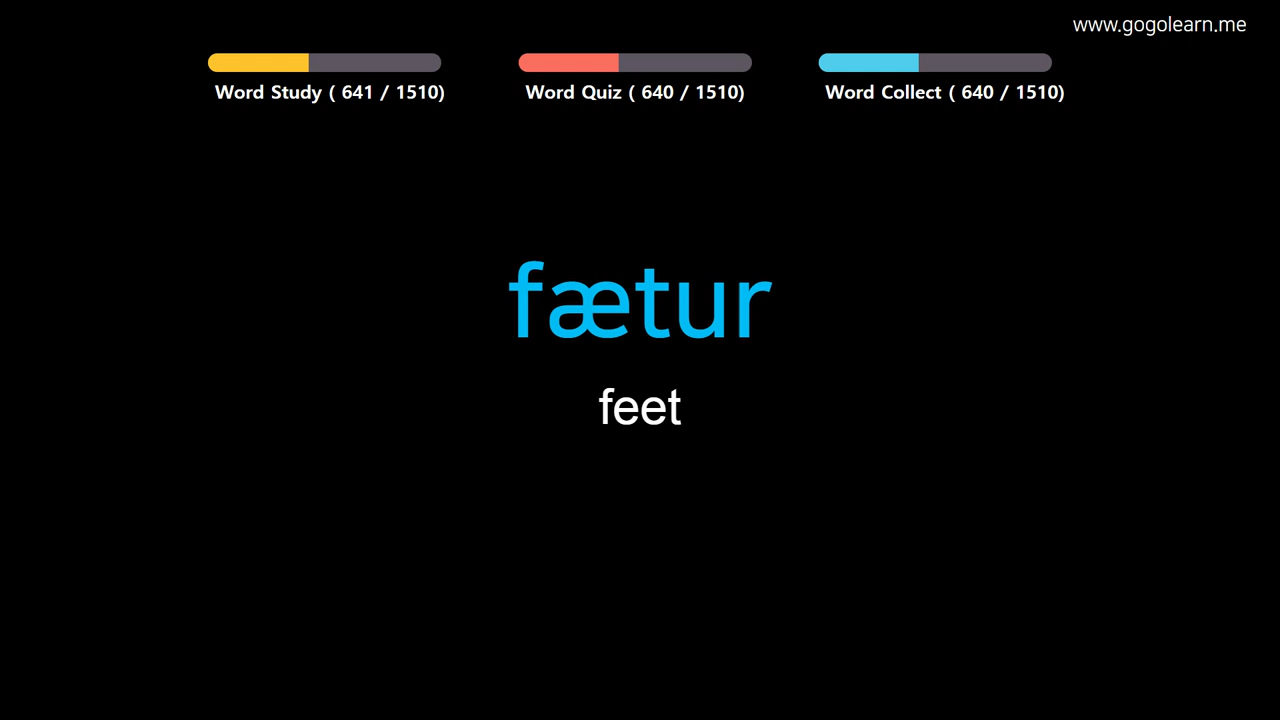 www.gogolearn.me
Word Study ( 641 / 1510)
Word Quiz ( 640 / 1510)
Word Collect ( 640 / 1510)
fætur
feet